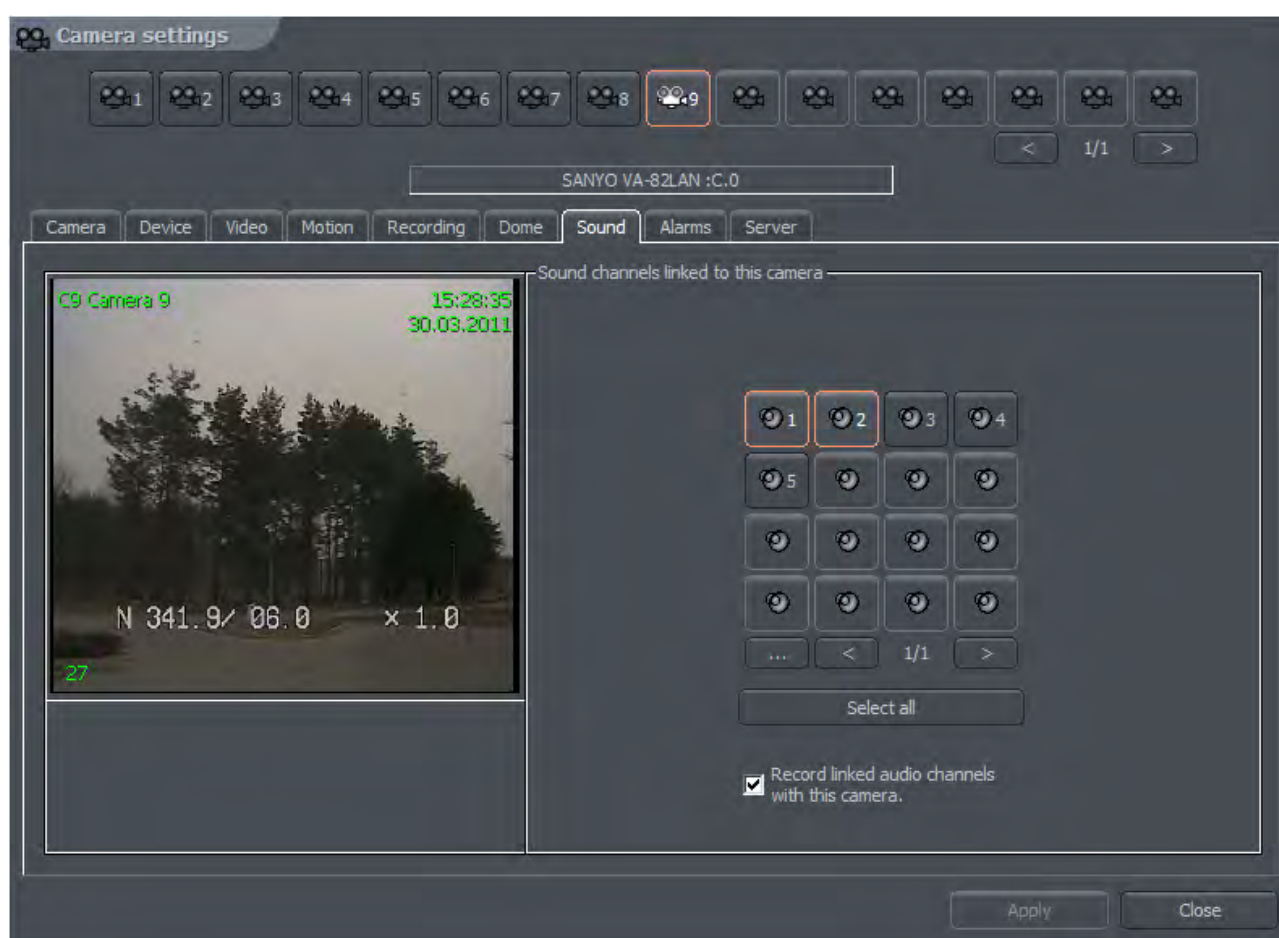 Camera settings
1 2 3 4 5 6 7 8 9
< 1/1 >
SANYO VA-82LAN :C.0
Camera Device Video Motion Recording Dome Sound Alarms Server
Sound channels linked to this camera
C9 Camera 9 15:28:35
30.03.2011
1 2 3 4
5
N 341.9/ 06.0 × 1.0
... < 1/1 >
27
Select all
Record linked audio channels
with this camera.
Apply Close